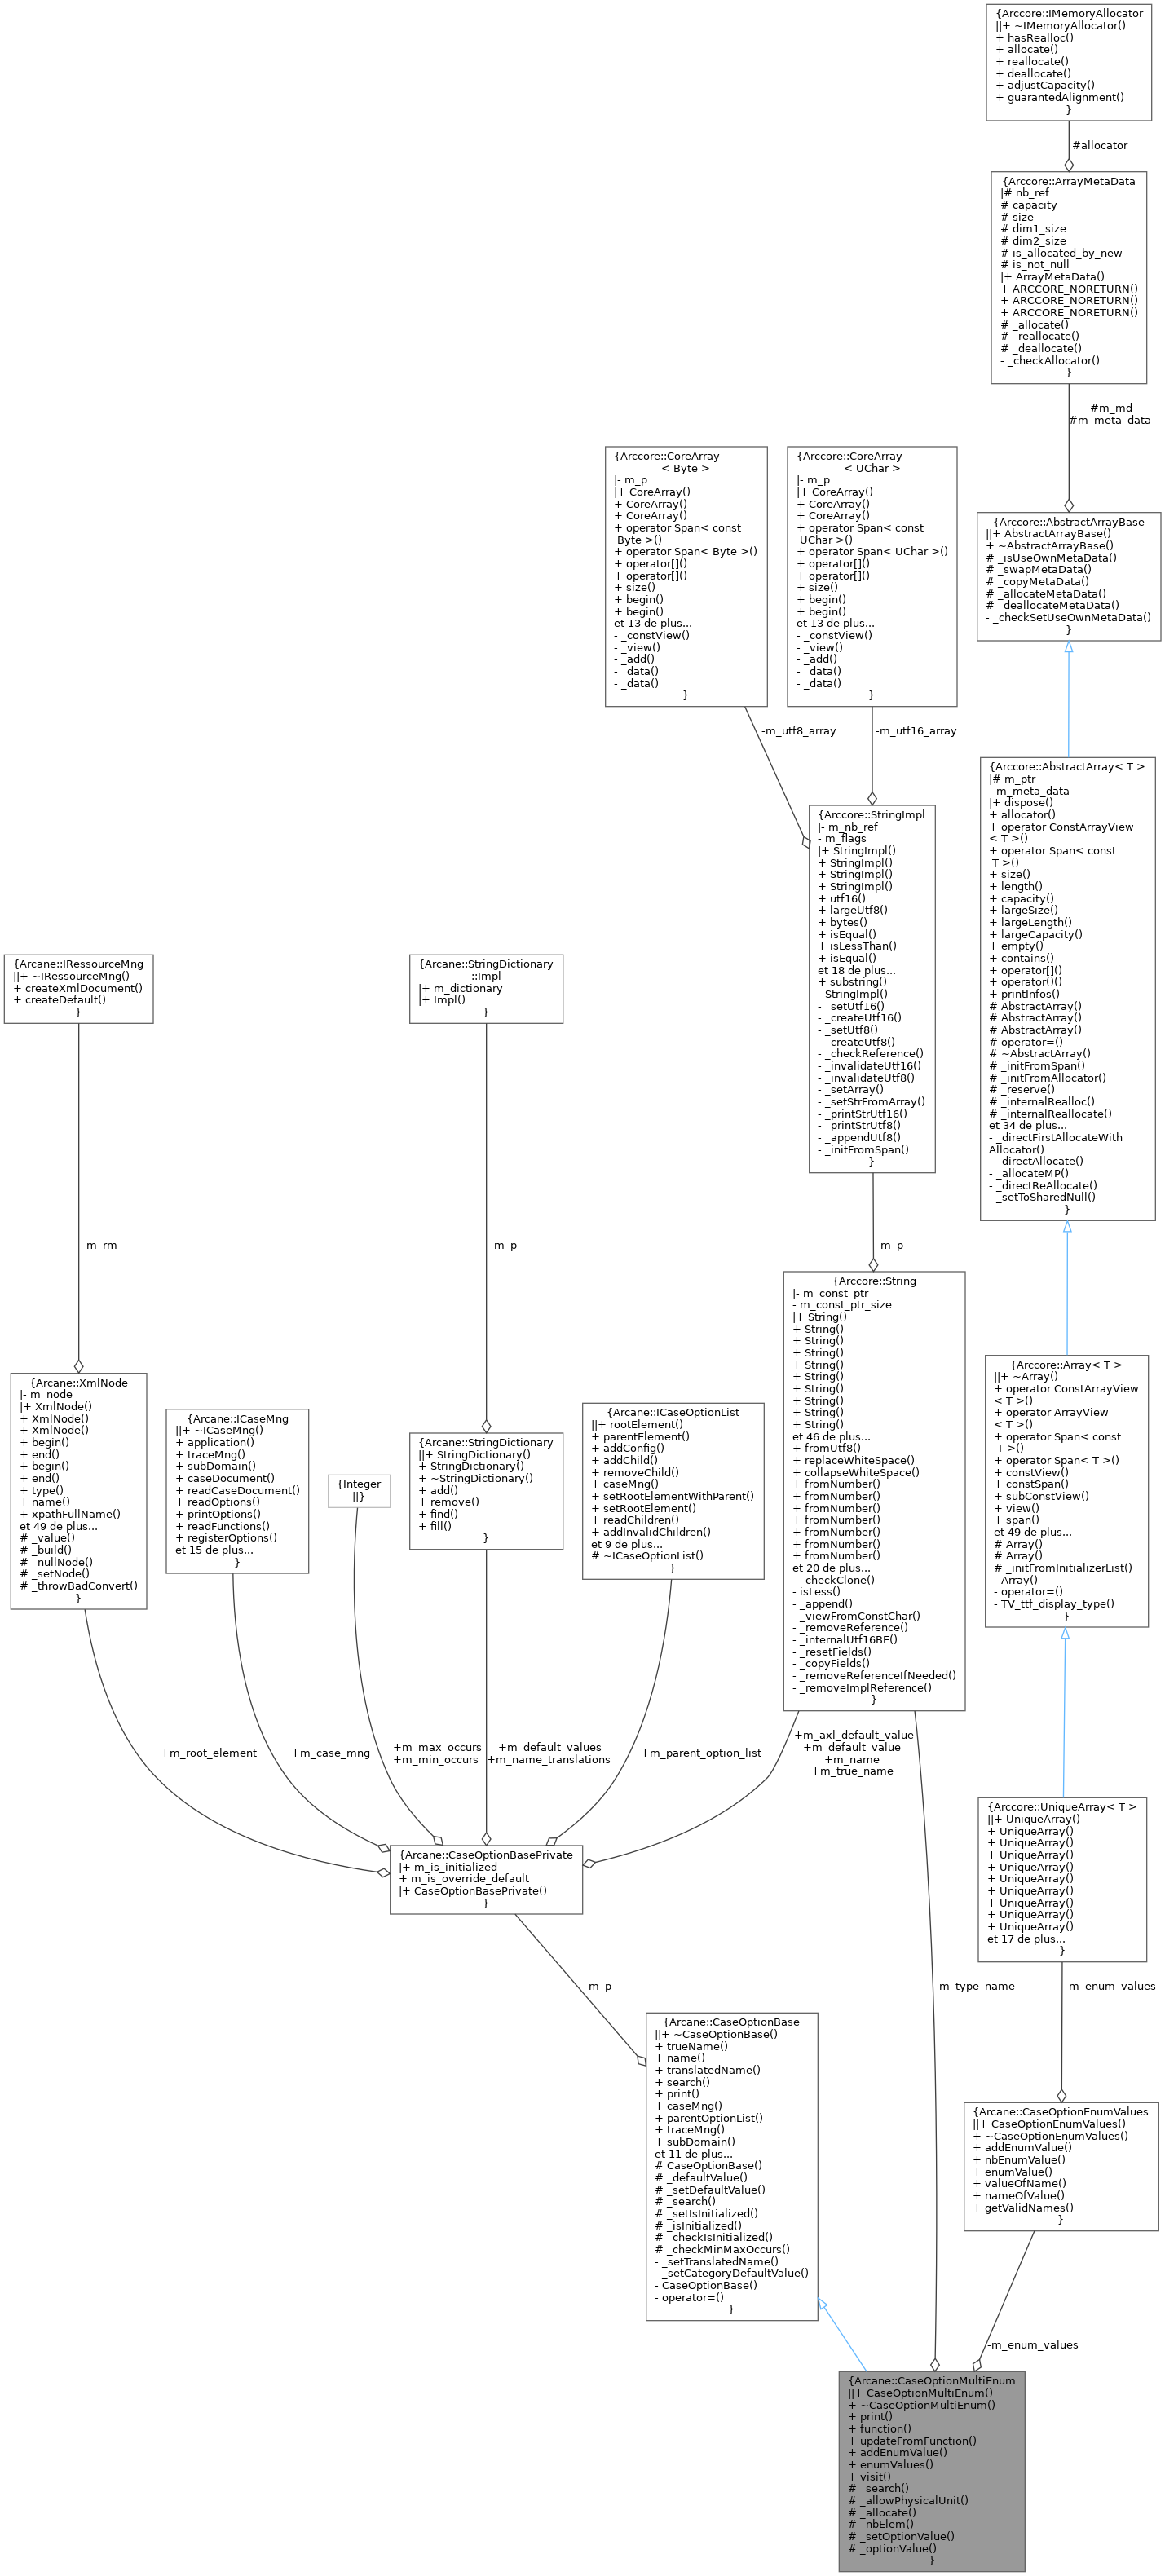 {Arccore::IMemoryAllocator
||+ ~IMemoryAllocator()
+ hasRealloc()
+ allocate()
+ reallocate()
+ deallocate()
+ adjustCapacity()
+ guarantedAlignment()
}
#allocator
{Arccore::ArrayMetaData
|# nb_ref
# capacity
# size
# dim1_size
# dim2_size
# is_allocated_by_new
# is_not_null
|+ ArrayMetaData()
+ ARCCORE_NORETURN()
+ ARCCORE_NORETURN()
+ ARCCORE_NORETURN()
# _allocate()
# _reallocate()
# _deallocate()
- _checkAllocator()
}
#m_md
#m_meta_data
{Arccore::CoreArray
< Byte >
|- m_p
|+ CoreArray()
+ CoreArray()
+ CoreArray()
+ operator Span< const
Byte >()
+ operator Span< Byte >()
+ operator[]()
+ operator[]()
+ size()
+ begin()
+ begin()
et 13 de plus...
- _constView()
- _view()
- _add()
- _data()
- _data()
}
{Arccore::CoreArray
< UChar >
|- m_p
|+ CoreArray()
+ CoreArray()
+ CoreArray()
+ operator Span< const
UChar >()
+ operator Span< UChar >()
+ operator[]()
+ operator[]()
+ size()
+ begin()
+ begin()
et 13 de plus...
- _constView()
- _view()
- _add()
- _data()
- _data()
}
{Arccore::AbstractArrayBase
||+ AbstractArrayBase()
+ ~AbstractArrayBase()
# _isUseOwnMetaData()
# _swapMetaData()
# _copyMetaData()
# _allocateMetaData()
# _deallocateMetaData()
- _checkSetUseOwnMetaData()
}
-m_utf8_array
-m_utf16_array
{Arccore::StringImpl
|- m_nb_ref
- m_flags
|+ StringImpl()
+ StringImpl()
+ StringImpl()
+ StringImpl()
+ utf16()
+ largeUtf8()
+ bytes()
+ isEqual()
+ isLessThan()
+ isEqual()
et 18 de plus...
+ substring()
- StringImpl()
- _setUtf16()
- _createUtf16()
- _setUtf8()
- _createUtf8()
- _checkReference()
- _invalidateUtf16()
- _invalidateUtf8()
- _setArray()
- _setStrFromArray()
- _printStrUtf16()
- _printStrUtf8()
- _appendUtf8()
- _initFromSpan()
}
{Arccore::AbstractArray< T >
|# m_ptr
- m_meta_data
|+ dispose()
+ allocator()
+ operator ConstArrayView
< T >()
+ operator Span< const
T >()
+ size()
+ length()
+ capacity()
+ largeSize()
+ largeLength()
+ largeCapacity()
+ empty()
+ contains()
+ operator[]()
+ operator()()
+ printInfos()
# AbstractArray()
# AbstractArray()
# AbstractArray()
# operator=()
# ~AbstractArray()
# _initFromSpan()
# _initFromAllocator()
# _reserve()
# _internalRealloc()
# _internalReallocate()
et 34 de plus...
- _directFirstAllocateWith
Allocator()
- _directAllocate()
- _allocateMP()
- _directReAllocate()
- _setToSharedNull()
}
{Arcane::IRessourceMng
||+ ~IRessourceMng()
+ createXmlDocument()
+ createDefault()
}
{Arcane::StringDictionary
::Impl
|+ m_dictionary
|+ Impl()
}
-m_rm
-m_p
-m_p
{Arcane::XmlNode
|- m_node
|+ XmlNode()
+ XmlNode()
+ XmlNode()
+ begin()
+ end()
+ begin()
+ end()
+ type()
+ name()
+ xpathFullName()
et 49 de plus...
# _value()
# _build()
# _nullNode()
# _setNode()
# _throwBadConvert()
}
{Arcane::ICaseMng
||+ ~ICaseMng()
+ application()
+ traceMng()
+ subDomain()
+ caseDocument()
+ readCaseDocument()
+ readOptions()
+ printOptions()
+ readFunctions()
+ registerOptions()
et 15 de plus...
}
{Integer
||}
{Arcane::StringDictionary
||+ StringDictionary()
+ StringDictionary()
+ ~StringDictionary()
+ add()
+ remove()
+ find()
+ fill()
}
{Arcane::ICaseOptionList
||+ rootElement()
+ parentElement()
+ addConfig()
+ addChild()
+ removeChild()
+ caseMng()
+ setRootElementWithParent()
+ setRootElement()
+ readChildren()
+ addInvalidChildren()
et 9 de plus...
# ~ICaseOptionList()
}
{Arccore::String
|- m_const_ptr
- m_const_ptr_size
|+ String()
+ String()
+ String()
+ String()
+ String()
+ String()
+ String()
+ String()
+ String()
+ String()
et 46 de plus...
+ fromUtf8()
+ replaceWhiteSpace()
+ collapseWhiteSpace()
+ fromNumber()
+ fromNumber()
+ fromNumber()
+ fromNumber()
+ fromNumber()
+ fromNumber()
+ fromNumber()
et 20 de plus...
- _checkClone()
- isLess()
- _append()
- _viewFromConstChar()
- _removeReference()
- _internalUtf16BE()
- _resetFields()
- _copyFields()
- _removeReferenceIfNeeded()
- _removeImplReference()
}
{Arccore::Array< T >
||+ ~Array()
+ operator ConstArrayView
< T >()
+ operator ArrayView
< T >()
+ operator Span< const
T >()
+ operator Span< T >()
+ constView()
+ constSpan()
+ subConstView()
+ view()
+ span()
et 49 de plus...
# Array()
# Array()
# _initFromInitializerList()
- Array()
- operator=()
- TV_ttf_display_type()
}
+m_root_element
+m_case_mng
+m_max_occurs
+m_min_occurs
+m_default_values
+m_name_translations
+m_parent_option_list
+m_axl_default_value
+m_default_value
+m_name
+m_true_name
{Arccore::UniqueArray< T >
||+ UniqueArray()
+ UniqueArray()
+ UniqueArray()
+ UniqueArray()
+ UniqueArray()
+ UniqueArray()
+ UniqueArray()
+ UniqueArray()
+ UniqueArray()
+ UniqueArray()
et 17 de plus...
}
{Arcane::CaseOptionBasePrivate
|+ m_is_initialized
+ m_is_override_default
|+ CaseOptionBasePrivate()
}
-m_p
-m_type_name
-m_enum_values
{Arcane::CaseOptionBase
||+ ~CaseOptionBase()
+ trueName()
+ name()
+ translatedName()
+ search()
+ print()
+ caseMng()
+ parentOptionList()
+ traceMng()
+ subDomain()
et 11 de plus...
# CaseOptionBase()
# _defaultValue()
# _setDefaultValue()
# _search()
# _setIsInitialized()
# _isInitialized()
# _checkIsInitialized()
# _checkMinMaxOccurs()
- _setTranslatedName()
- _setCategoryDefaultValue()
- CaseOptionBase()
- operator=()
}
{Arcane::CaseOptionEnumValues
||+ CaseOptionEnumValues()
+ ~CaseOptionEnumValues()
+ addEnumValue()
+ nbEnumValue()
+ enumValue()
+ valueOfName()
+ nameOfValue()
+ getValidNames()
}
-m_enum_values
{Arcane::CaseOptionMultiEnum
||+ CaseOptionMultiEnum()
+ ~CaseOptionMultiEnum()
+ print()
+ function()
+ updateFromFunction()
+ addEnumValue()
+ enumValues()
+ visit()
# _search()
# _allowPhysicalUnit()
# _allocate()
# _nbElem()
# _setOptionValue()
# _optionValue()
}